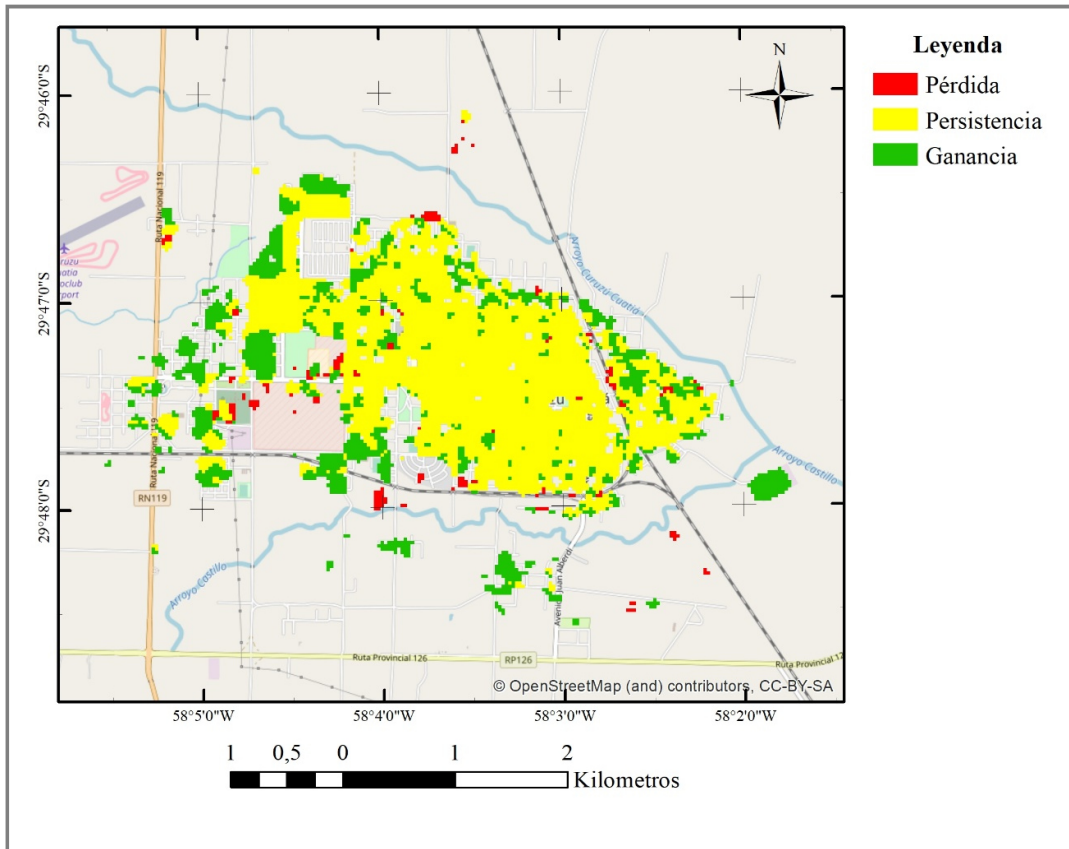 Leyenda
Pérdida
Persistencia
Ganancia
N
29°46'0"S
29°47'0"S
29°48'0"S
Ruta Nacional 119
Arroyo Curuzú Cuatiá
Arroyo Castillo
RN119
Arroyo Castillo
Avenida Juan Alberdi
Ruta Provincial 126
RP126
Ruta Provincial 12
© OpenStreetMap (and) contributors, CC-BY-SA
58°5'0"W
58°4'0"W
58°3'0"W
58°2'0"W
1 0,5 0 1 2
Kilometros